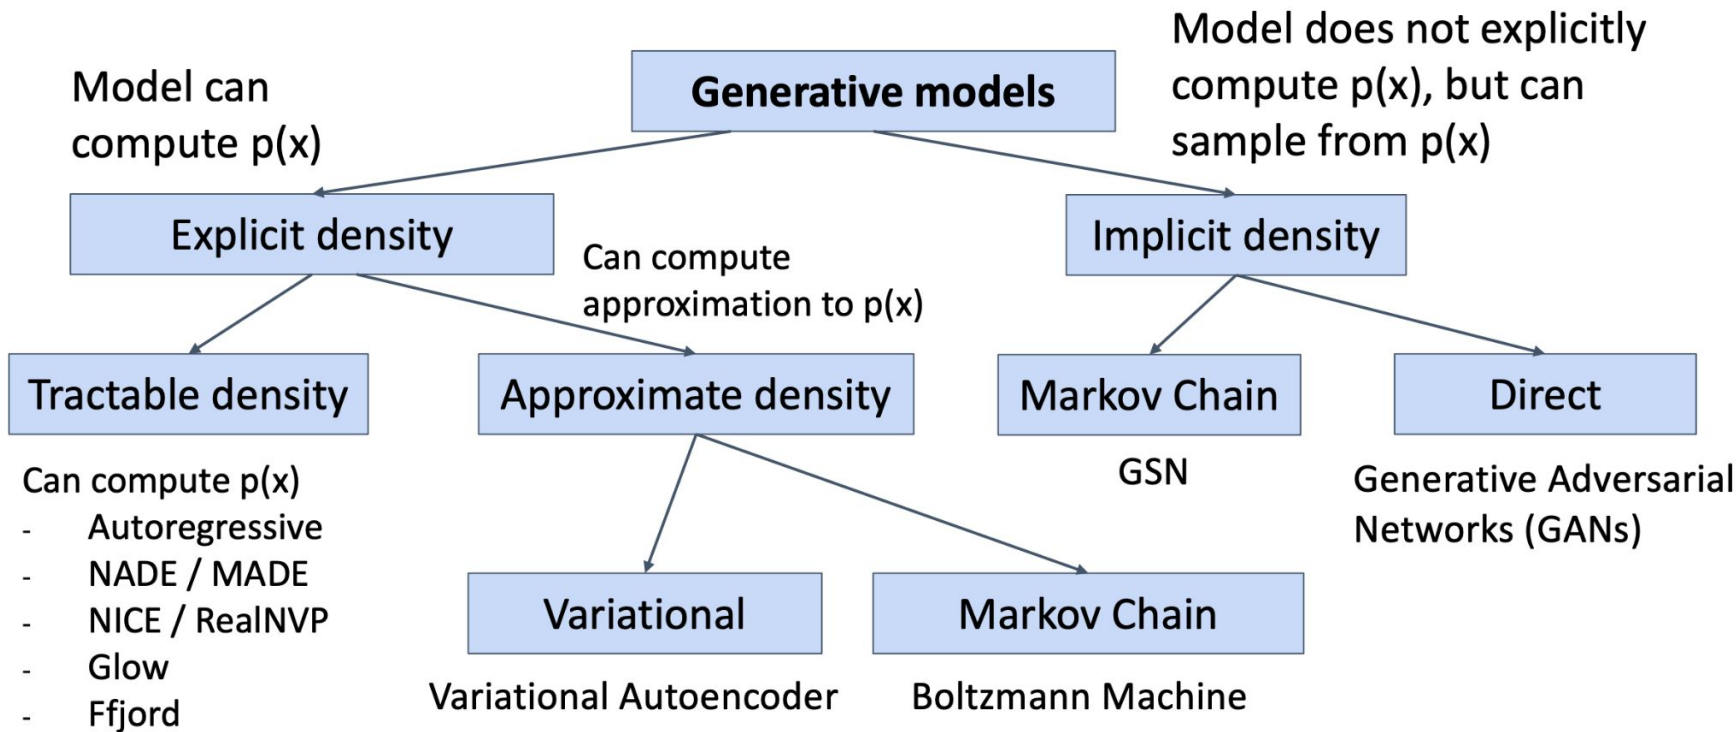 Model does not explicitly
compute p(x), but can
sample from p(x)
Generative models
Model can
compute p(x)
Explicit density
Implicit density
Can compute
approximation to p(x)
Tractable density
Approximate density
Markov Chain
Direct
Can compute p(x)
- Autoregressive
- NADE / MADE
- NICE / RealNVP
- Glow
- Ffjord
GSN
Generative Adversarial
Networks (GANs)
Variational
Markov Chain
Variational Autoencoder
Boltzmann Machine